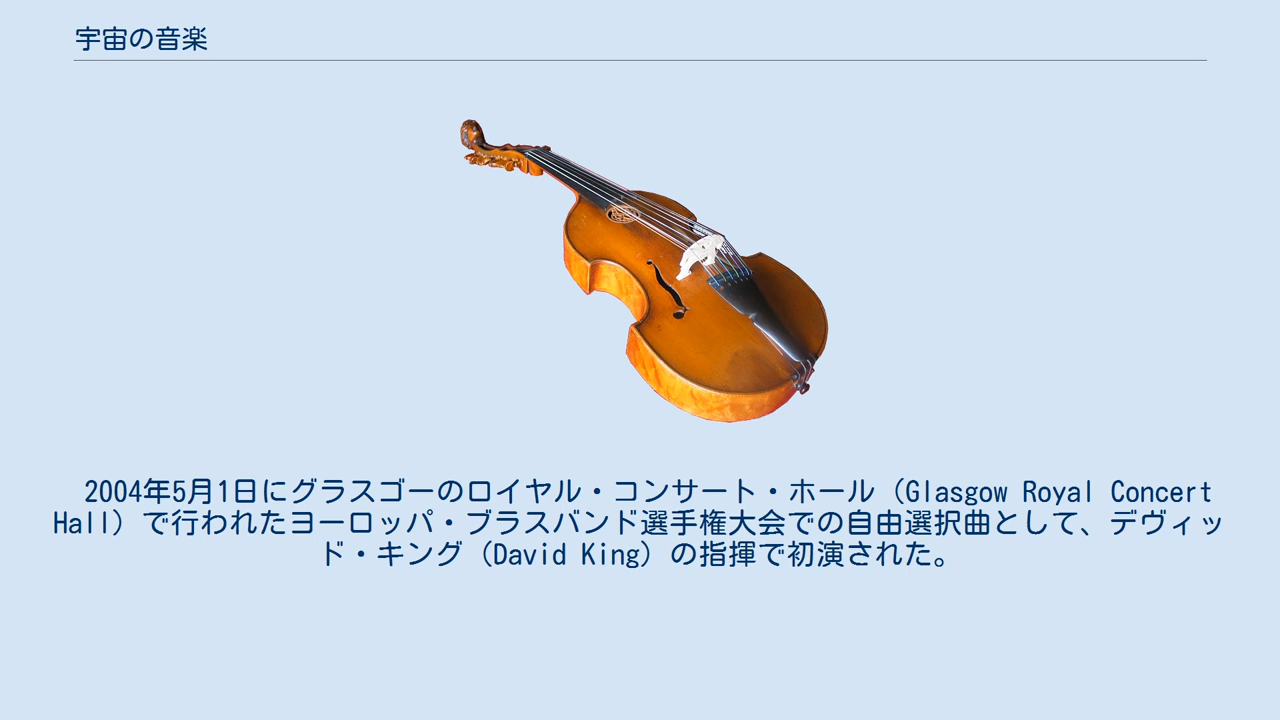 宇宙の音楽
2004年5月1日にグラスゴーのロイヤル・コンサート・ホール（Glasgow Royal Concert
Hall）で行われたヨーロッパ・ブラスバンド選手権大会での自由選択曲として、デヴィッ
ド・キング（David King）の指揮で初演された。